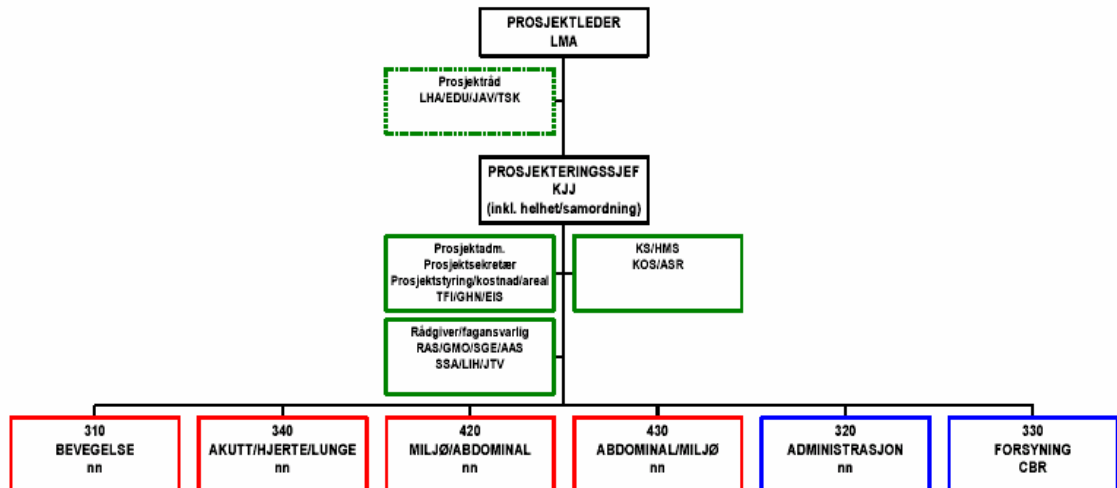 PROSJEKTLEDER
LMA
Prosjektråd
LHA/EDU/JAV/TSK
PROSJEKTERINGSSJEF
KJJ
(inkl. helhet/samordning)
Prosjektadm.
Prosjektsekretær
Prosjektstyring/kostnad/areal
TFI/GHN/EIS
KS/HMS
KOS/ASR
Rådgiver/fagansvarlig
RAS/GMO/SGE/AAS
SSA/LIH/JTV
310
BEVEGELSE
nn
340
AKUTT/HJERTE/LUNGE
nn
420
MILJØ/ABDOMINAL
nn
430
ABDOMINAL/MILJØ
nn
320
ADMINISTRASJON
nn
330
FORSYNING
CBR